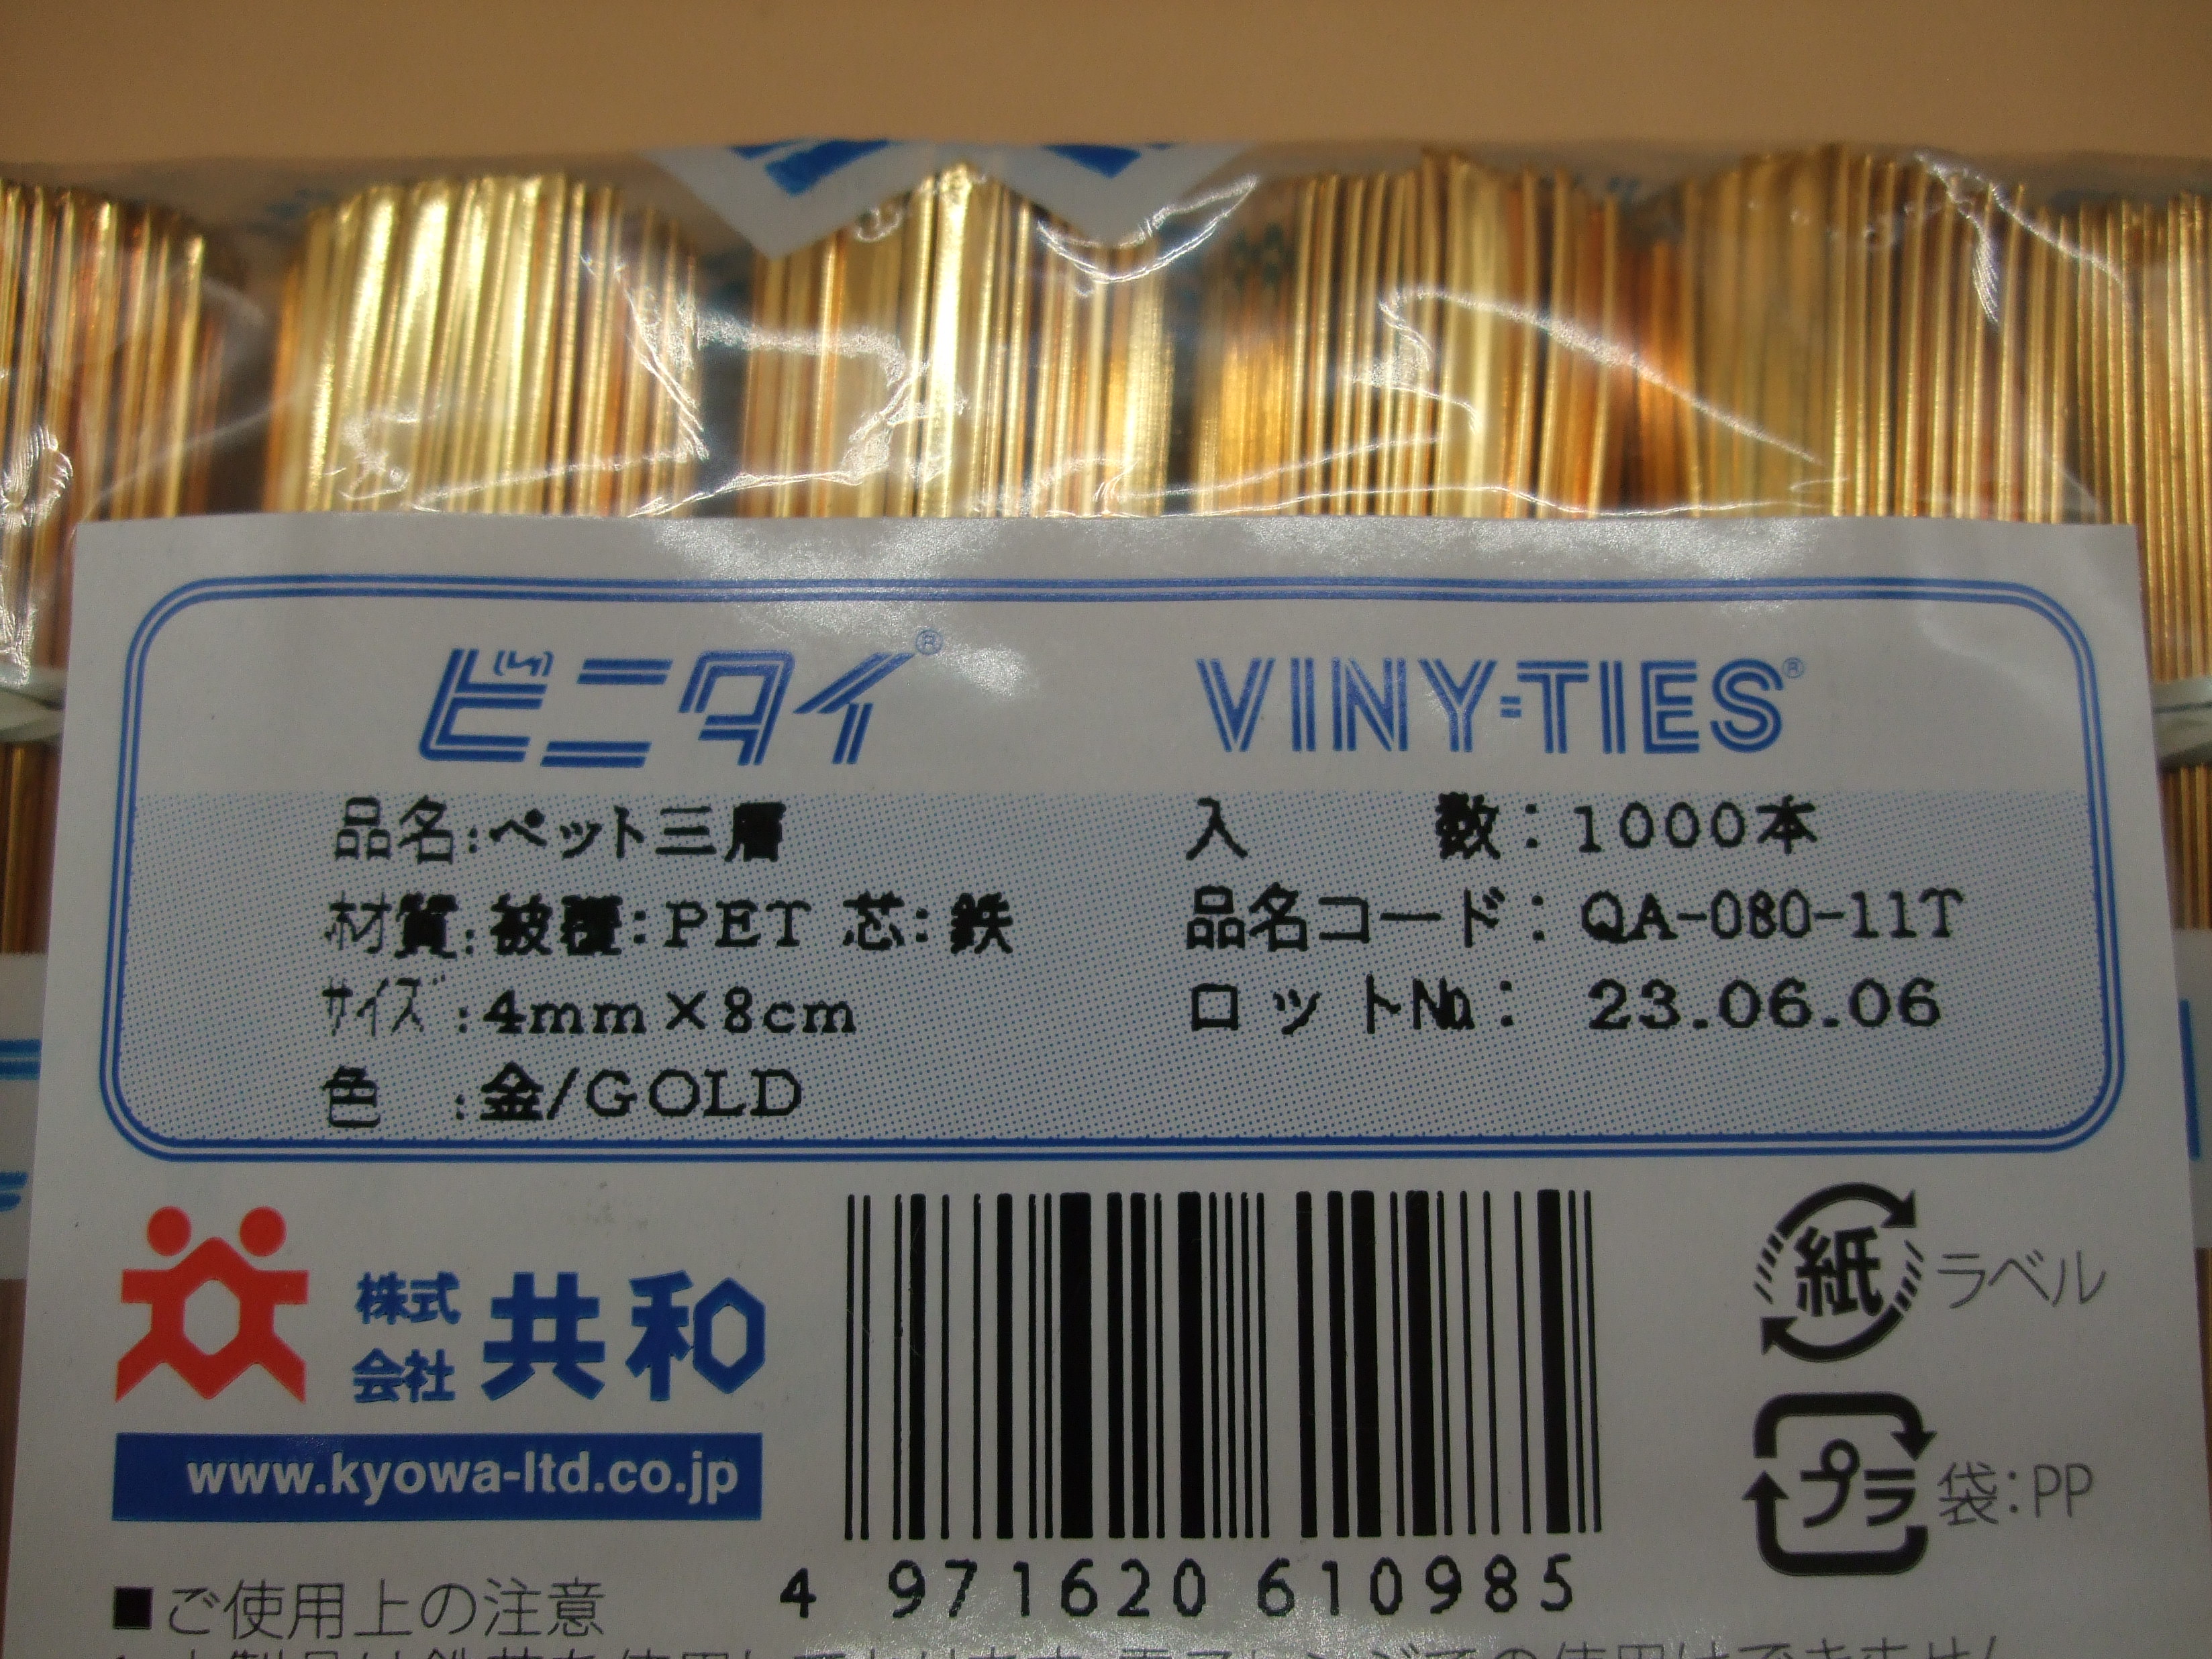 ビニタイ® VINY-TIES®
品名:ペット三層 入 数:1000本
材質:被覆:PET 芯:鉄 品名コード:QA-080-11T
サイズ:4mm×8cm ロットNo: 23.06.06
色 :金/GOLD
株式会社 共和
www.kyowa-ltd.co.jp
4 971620 610985
紙 ラベル
プラ 袋:PP
■ご使用上の注意